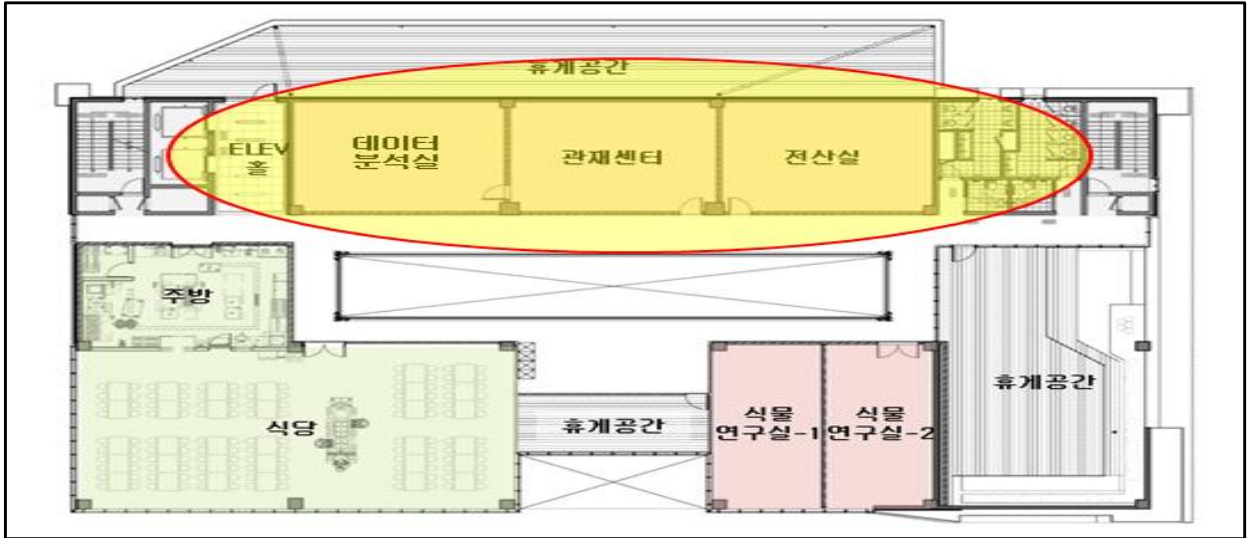 휴게공간
ELEV
홀
데이터
분석실
관재센터
전산실
주방
식당
휴게공간
식물
연구실-1
식물
연구실-2
휴게공간